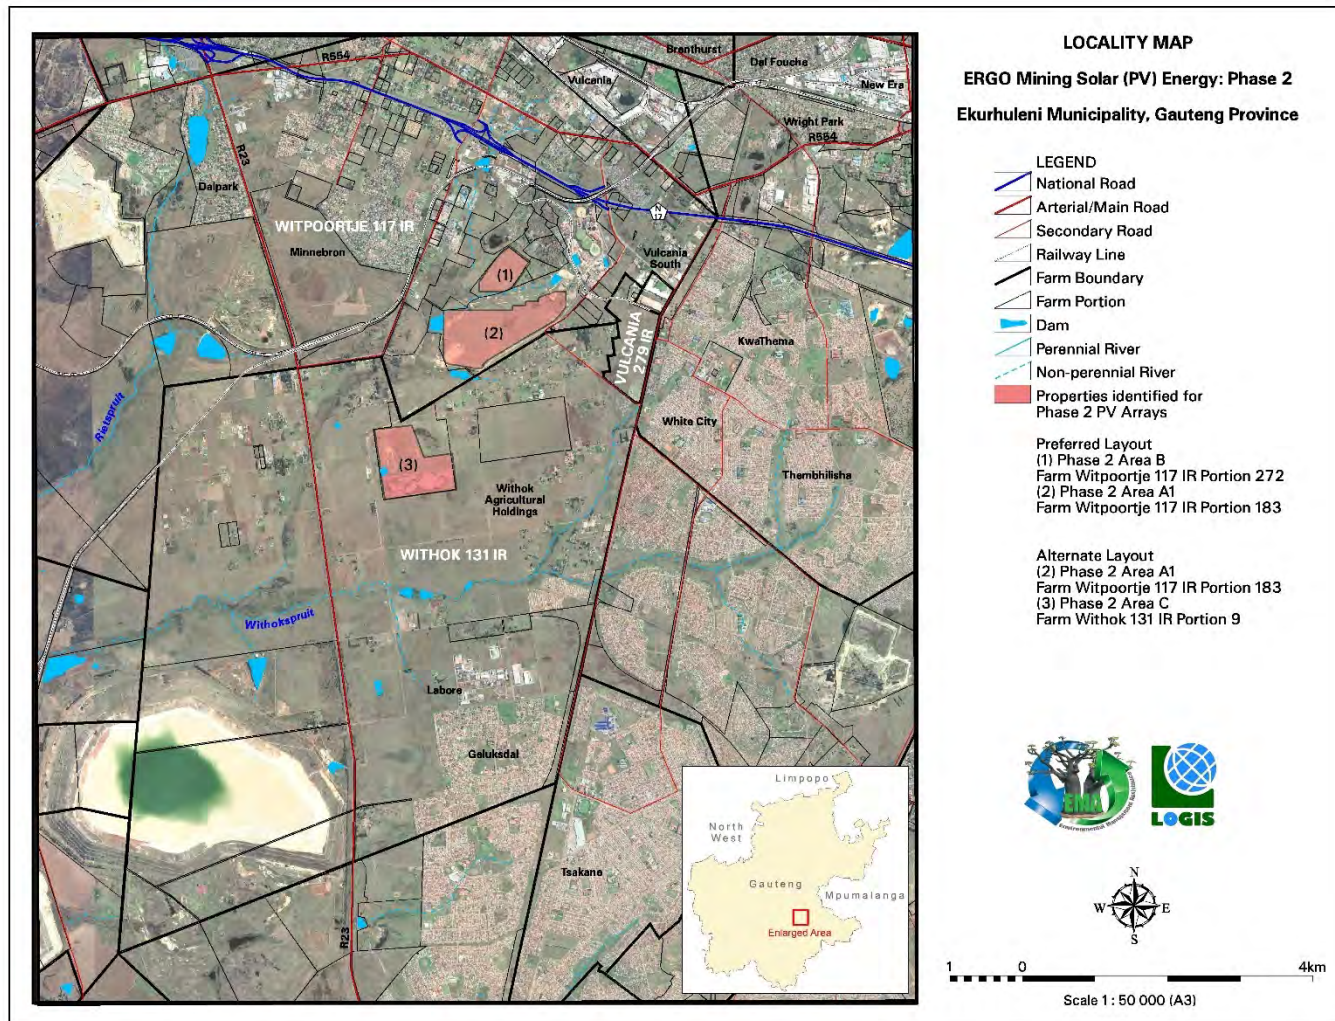 R554
Brenthurst
Dal Fouche
Vulcania
New Era
Wright Park
R554
R23
Dalpark
WITPOORTJE 117 IR
Minnebron
N
17
Vulcania
South
(1)
(2)
VULCANIA
279 IR
KwaThema
Rietspruit
White City
(3)
Thembhilisha
Withok
Agricultural
Holdings
WITHOK 131 IR
Withokspruit
Labore
Geluksdal
Tsakane
R23
Limpopo
North
West
Gauteng
Mpumalanga
Enlarged Area
LOCALITY MAP
ERGO Mining Solar (PV) Energy: Phase 2
Ekurhuleni Municipality, Gauteng Province
LEGEND
National Road
Arterial/Main Road
Secondary Road
Railway Line
Farm Boundary
Farm Portion
Dam
Perennial River
Non-perennial River
Properties identified for
Phase 2 PV Arrays
Preferred Layout
(1) Phase 2 Area B
Farm Witpoortje 117 IR Portion 272
(2) Phase 2 Area A1
Farm Witpoortje 117 IR Portion 183
Alternate Layout
(2) Phase 2 Area A1
Farm Witpoortje 117 IR Portion 183
(3) Phase 2 Area C
Farm Withok 131 IR Portion 9
EMA
Environmental Management
LOGIS
N
W E
S
1 0 4km
Scale 1 : 50 000 (A3)